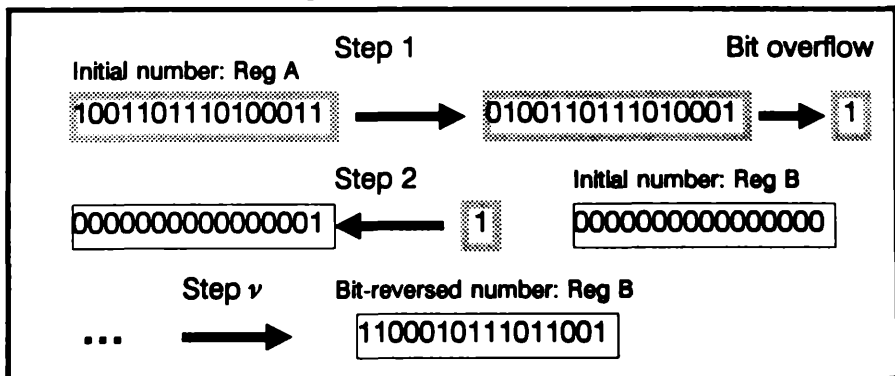 Step 1 Bit overflow
Initial number: Reg A
1001101110100011 0100110111010001 1
Step 2 Initial number: Reg B
0000000000000001 1 0000000000000000
Step ν Bit-reversed number: Reg B
... 1100010111011001